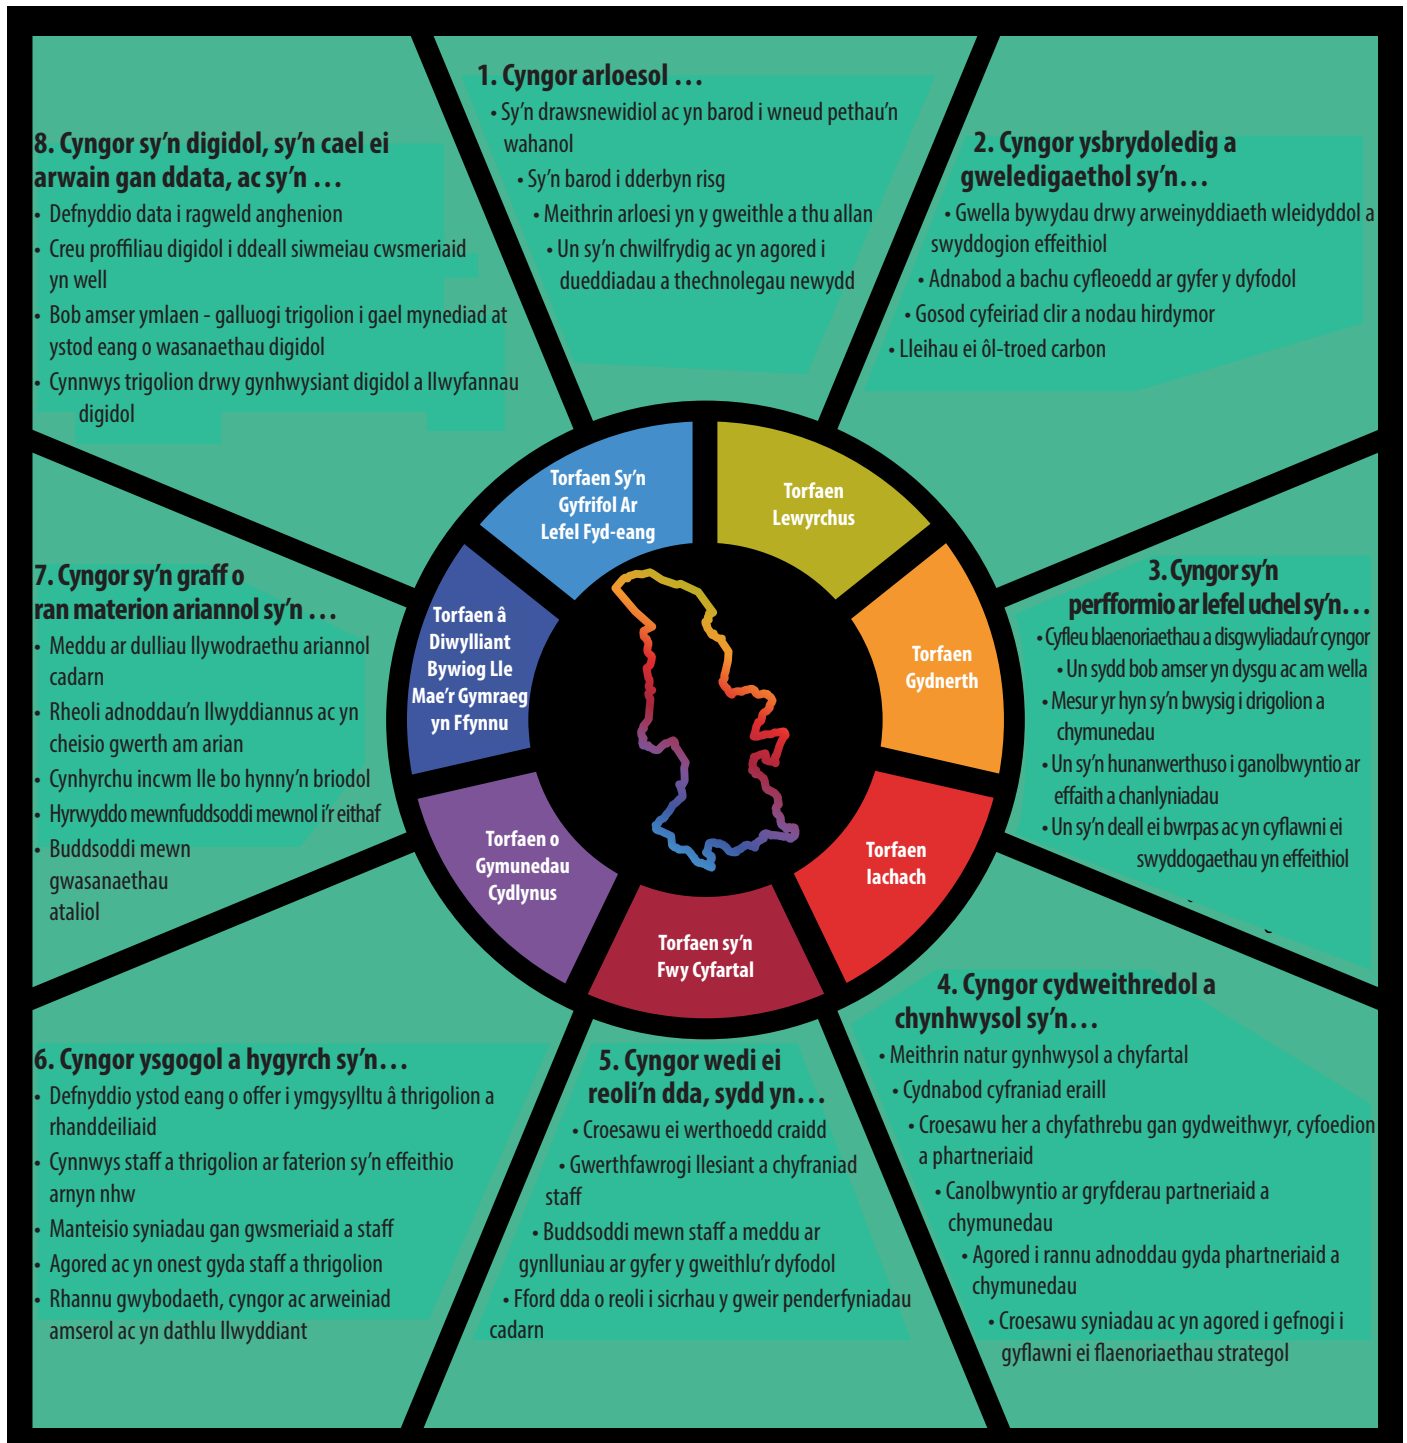 1. Cyngor arloesol …
• Sy’n drawsnewidiol ac yn barod i wneud pethau’n
wahanol
• Sy’n barod i dderbyn risg
• Meithrin arloesi yn y gweithle a thu allan
• Un sy’n chwilfrydig ac yn agored i
dueddiadau a thechnolegau newydd
2. Cyngor ysbrydoledig a
gweledigaethol sy’n…
• Gwella bywydau drwy arweinyddiaeth wleidyddol a
swyddogion effeithiol
• Adnabod a bachu cyfleoedd ar gyfer y dyfodol
• Gosod cyfeiriad clir a nodau hirdymor
• Lleihau ei ôl-troed carbon
3. Cyngor sy’n
perfformio ar lefel uchel sy’n…
• Cyfleu blaenoriaethau a disgwyliadau’r cyngor
• Un sydd bob amser yn dysgu ac am wella
• Mesur yr hyn sy’n bwysig i drigolion a
chymunedau
• Un sy’n hunanwerthuso i ganolbwyntio ar
effaith a chanlyniadau
• Un sy’n deall ei bwrpas ac yn cyflawni ei
swyddogaethau yn effeithiol
4. Cyngor cydweithredol a
chynhwysol sy’n…
• Meithrin natur gynhwysol a chyfartal
• Cydnabod cyfraniad eraill
• Croesawu her a chyfathrebu gan gydweithwyr, cyfoedion
a phartneriaid
• Canolbwyntio ar gryfderau partneriaid a
chymunedau
• Agored i rannu adnoddau gyda phartneriaid a
chymunedau
• Croesawu syniadau ac yn agored i gefnogi i
gyflawni ei flaenoriaethau strategol
5. Cyngor wedi ei
reoli’n dda, sydd yn…
• Croesawu ei werthoedd craidd
• Gwerthfawrogi llesiant a chyfraniad
staff
• Buddsoddi mewn staff a meddu ar
gynlluniau ar gyfer y gweithlu’r dyfodol
• Fford dda o reoli i sicrhau y gweir penderfyniadau
cadarn
6. Cyngor ysgogol a hygyrch sy’n…
• Defnyddio ystod eang o offer i ymgysylltu â thrigolion a
rhanddeiliaid
• Cynnwys staff a thrigolion ar faterion sy’n effeithio
arnyn nhw
• Manteisio syniadau gan gwsmeriaid a staff
• Agored ac yn onest gyda staff a thrigolion
• Rhannu gwybodaeth, cyngor ac arweiniad
amserol ac yn dathlu llwyddiant
7. Cyngor sy’n graff o
ran materion ariannol sy’n …
• Meddu ar dulliau llywodraethu ariannol
cadarn
• Rheoli adnoddau’n llwyddiannus ac yn
cheisio gwerth am arian
• Cynhyrchu incwm lle bo hynny’n briodol
• Hyrwyddo mewnfuddsoddi mewnol i’r eithaf
• Buddsoddi mewn
gwasanaethau
ataliol
8. Cyngor sy’n digidol, sy’n cael ei
arwain gan ddata, ac sy’n …
• Defnyddio data i ragweld anghenion
• Creu proffiliau digidol i ddeall siwmeiau cwsmeriaid
yn well
• Bob amser ymlaen - galluogi trigolion i gael mynediad at
ystod eang o wasanaethau digidol
• Cynnwys trigolion drwy gynhwysiant digidol a llwyfannau
digidol
Torfaen
Lewyrchus
Torfaen
Gydnerth
Torfaen
Iachach
Torfaen sy’n
Fwy Cyfartal
Torfaen o
Gymunedau
Cydlynus
Torfaen â
Diwylliant
Bywiog Lle
Mae’r Gymraeg
yn Ffynnu
Torfaen Sy’n
Gyfrifol Ar
Lefel Fyd-eang